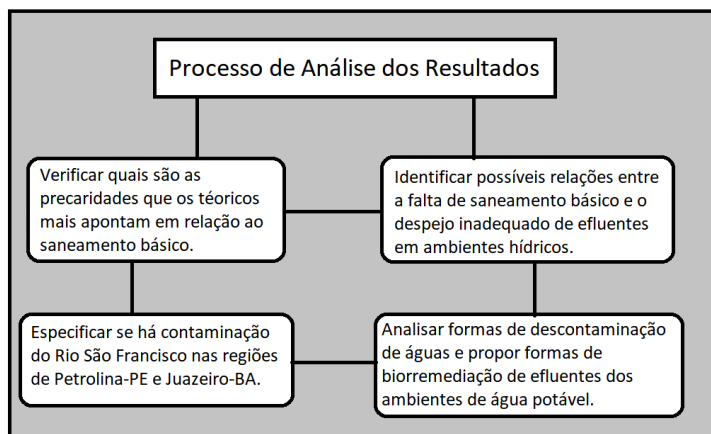 Processo de Análise dos Resultados
Verificar quais são as
precaridades que os téoricos
mais apontam em relação ao
saneamento básico.
Identificar possíveis relações entre
a falta de saneamento básico e o
despejo inadequado de efluentes
em ambientes hídricos.
Especificar se há contaminação
do Rio São Francisco nas regiões
de Petrolina-PE e Juazeiro-BA.
Analisar formas de descontaminação
de águas e propor formas de
biorremediação de efluentes dos
ambientes de água potável.